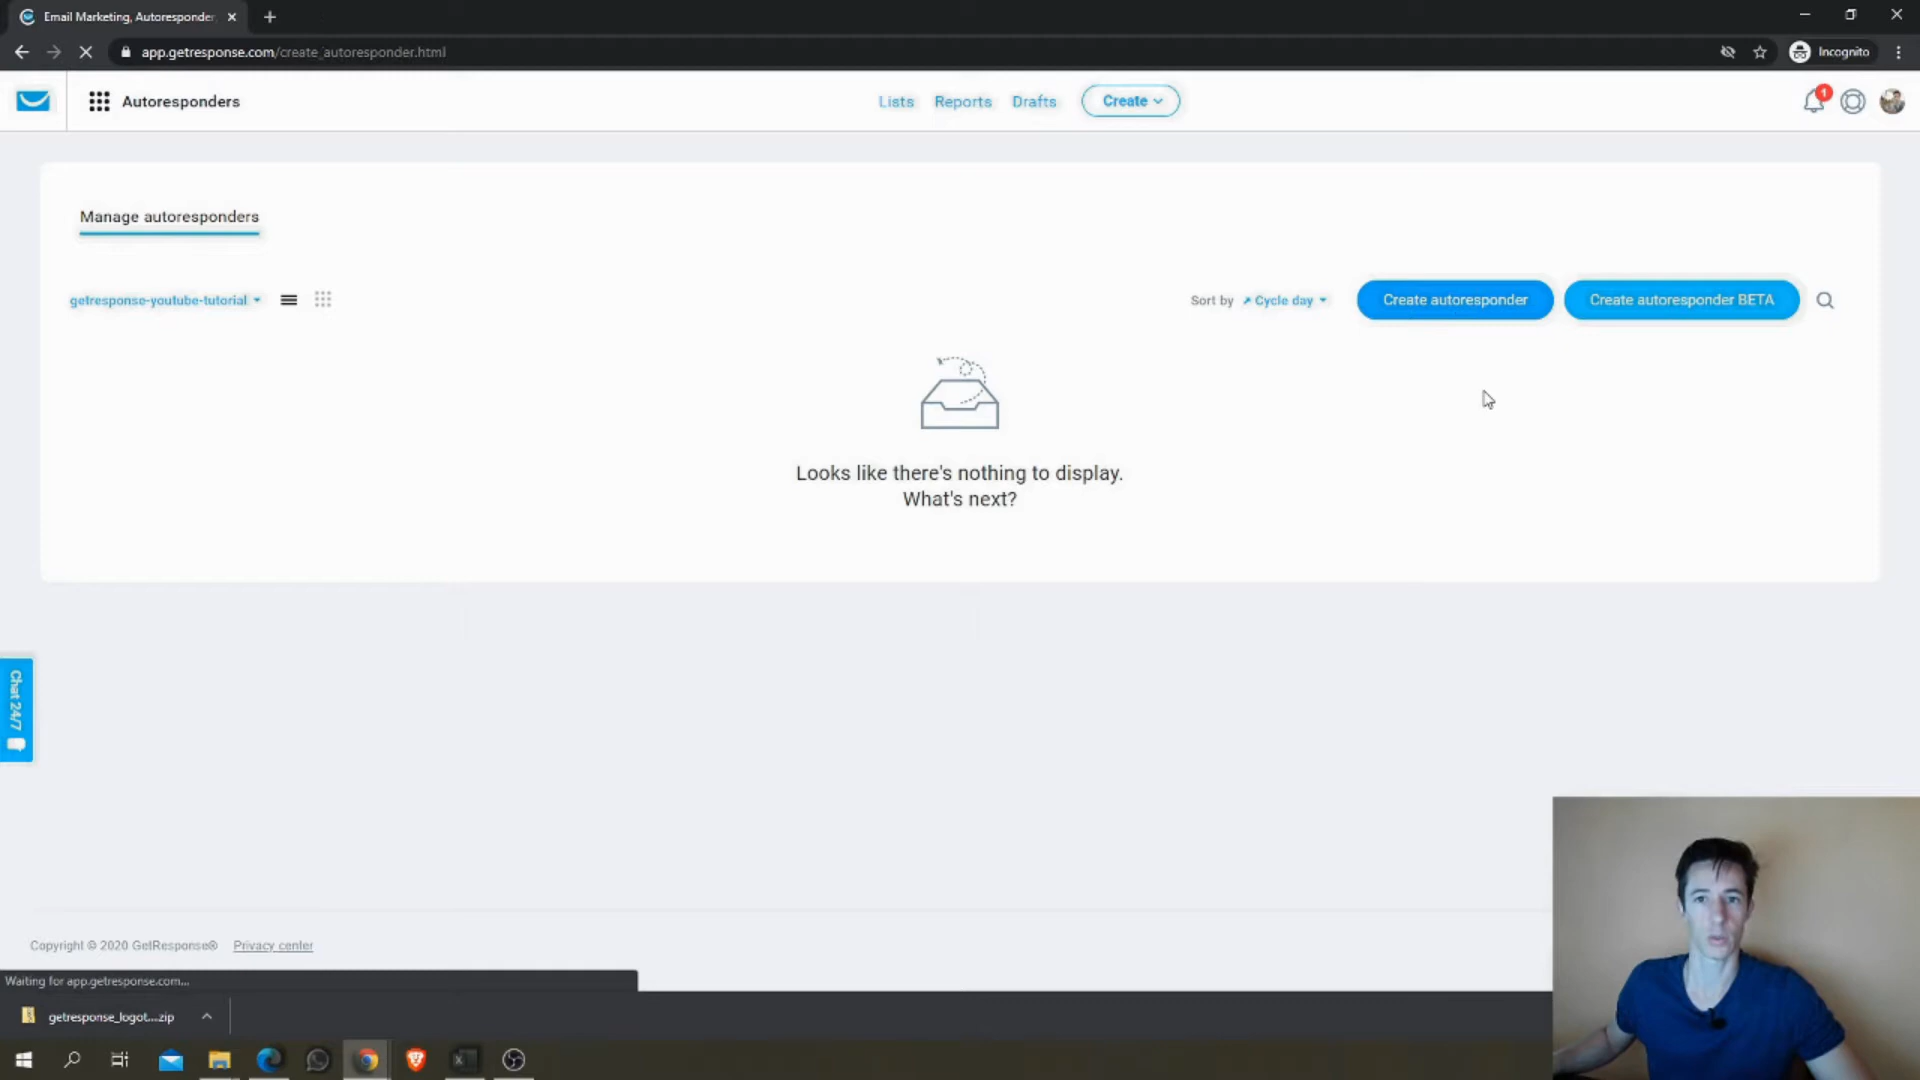 Email Marketing, Autoresponder
app.getresponse.com/create_autoresponder.html
Incognito
Autoresponders
Lists
Reports
Drafts
Create
1
Manage autoresponders
getresponse-youtube-tutorial
Sort by
Cycle day
Create autoresponder
Create autoresponder BETA
Looks like there's nothing to display.
What's next?
Chat 24/7
Copyright © 2020 GetResponse®
Privacy center
Waiting for app.getresponse.com...
getresponse_logot....zip